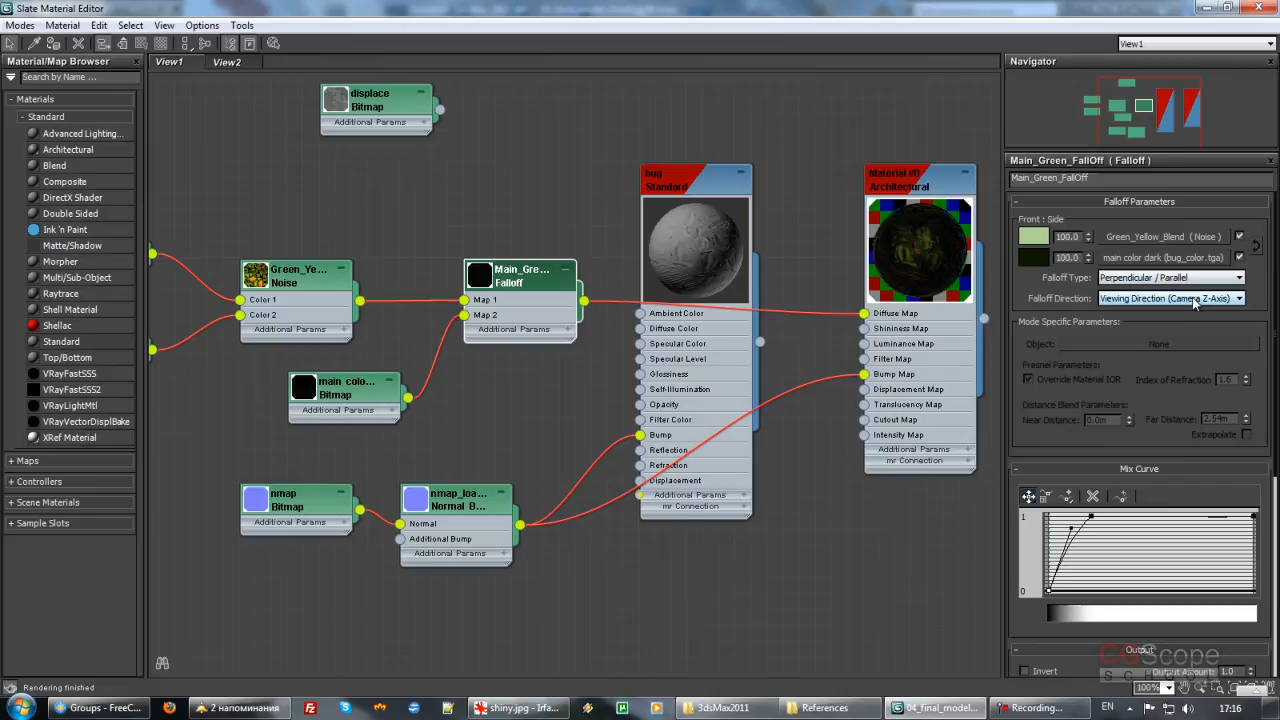 Slate Material Editor
Modes Material Edit Select View Options Tools
View1
Material/Map Browser
Search by Name ...
- Materials
- Standard
Advanced Lighting...
Architectural
Blend
Composite
DirectX Shader
Double Sided
Ink 'n Paint
Matte/Shadow
Morpher
Multi/Sub-Object
Raytrace
Shell Material
Shellac
Standard
Top/Bottom
VRayFastSSS
VRayFastSSS2
VRayLightMtl
VRayVectorDisplBake
XRef Material
+ Maps
+ Controllers
+ Scene Materials
+ Sample Slots
Rendering finished
View1 View2
displace
Bitmap
Additional Params
Green_Ye...
Noise
Color 1
Color 2
Additional Params
main_colo...
Bitmap
Additional Params
Main_Gre...
Falloff
Map 1
Map 2
Additional Params
nmap
Bitmap
Additional Params
nmap_loa...
Normal B...
Normal
Additional Bump
Additional Params
bug
Standard
Ambient Color
Diffuse Color
Specular Color
Specular Level
Glossiness
Self-Illumination
Opacity
Filter Color
Bump
Reflection
Refraction
Displacement
Additional Params
mr Connection
Material #0
Architectural
Diffuse Map
Shininess Map
Luminance Map
Filter Map
Bump Map
Displacement Map
Translucency Map
Cutout Map
Intensity Map
Additional Params
mr Connection
Navigator
Main_Green_FallOff ( Falloff )
Main_Green_FallOff
Falloff Parameters
Front : Side
100.0 Green_Yellow_Blend ( Noise )
100.0 main color dark (bug_color.tga)
Falloff Type: Perpendicular / Parallel
Falloff Direction: Viewing Direction (Camera Z-Axis)
Mode Specific Parameters:
Object: None
Fresnel Parameters:
Override Material IOR Index of Refraction 1.6
Distance Blend Parameters:
Near Distance: 0.0m Far Distance: 2.54m
Extrapolate
Mix Curve
1
0
Output
Invert Output Amount: 1.0
CGScope
SCHOOL
100%
Groups - FreeC...
2 напоминания
shiny.jpg - Irfa...
3dsMax2011
References
04_final_model...
Recording...
EN
17:16